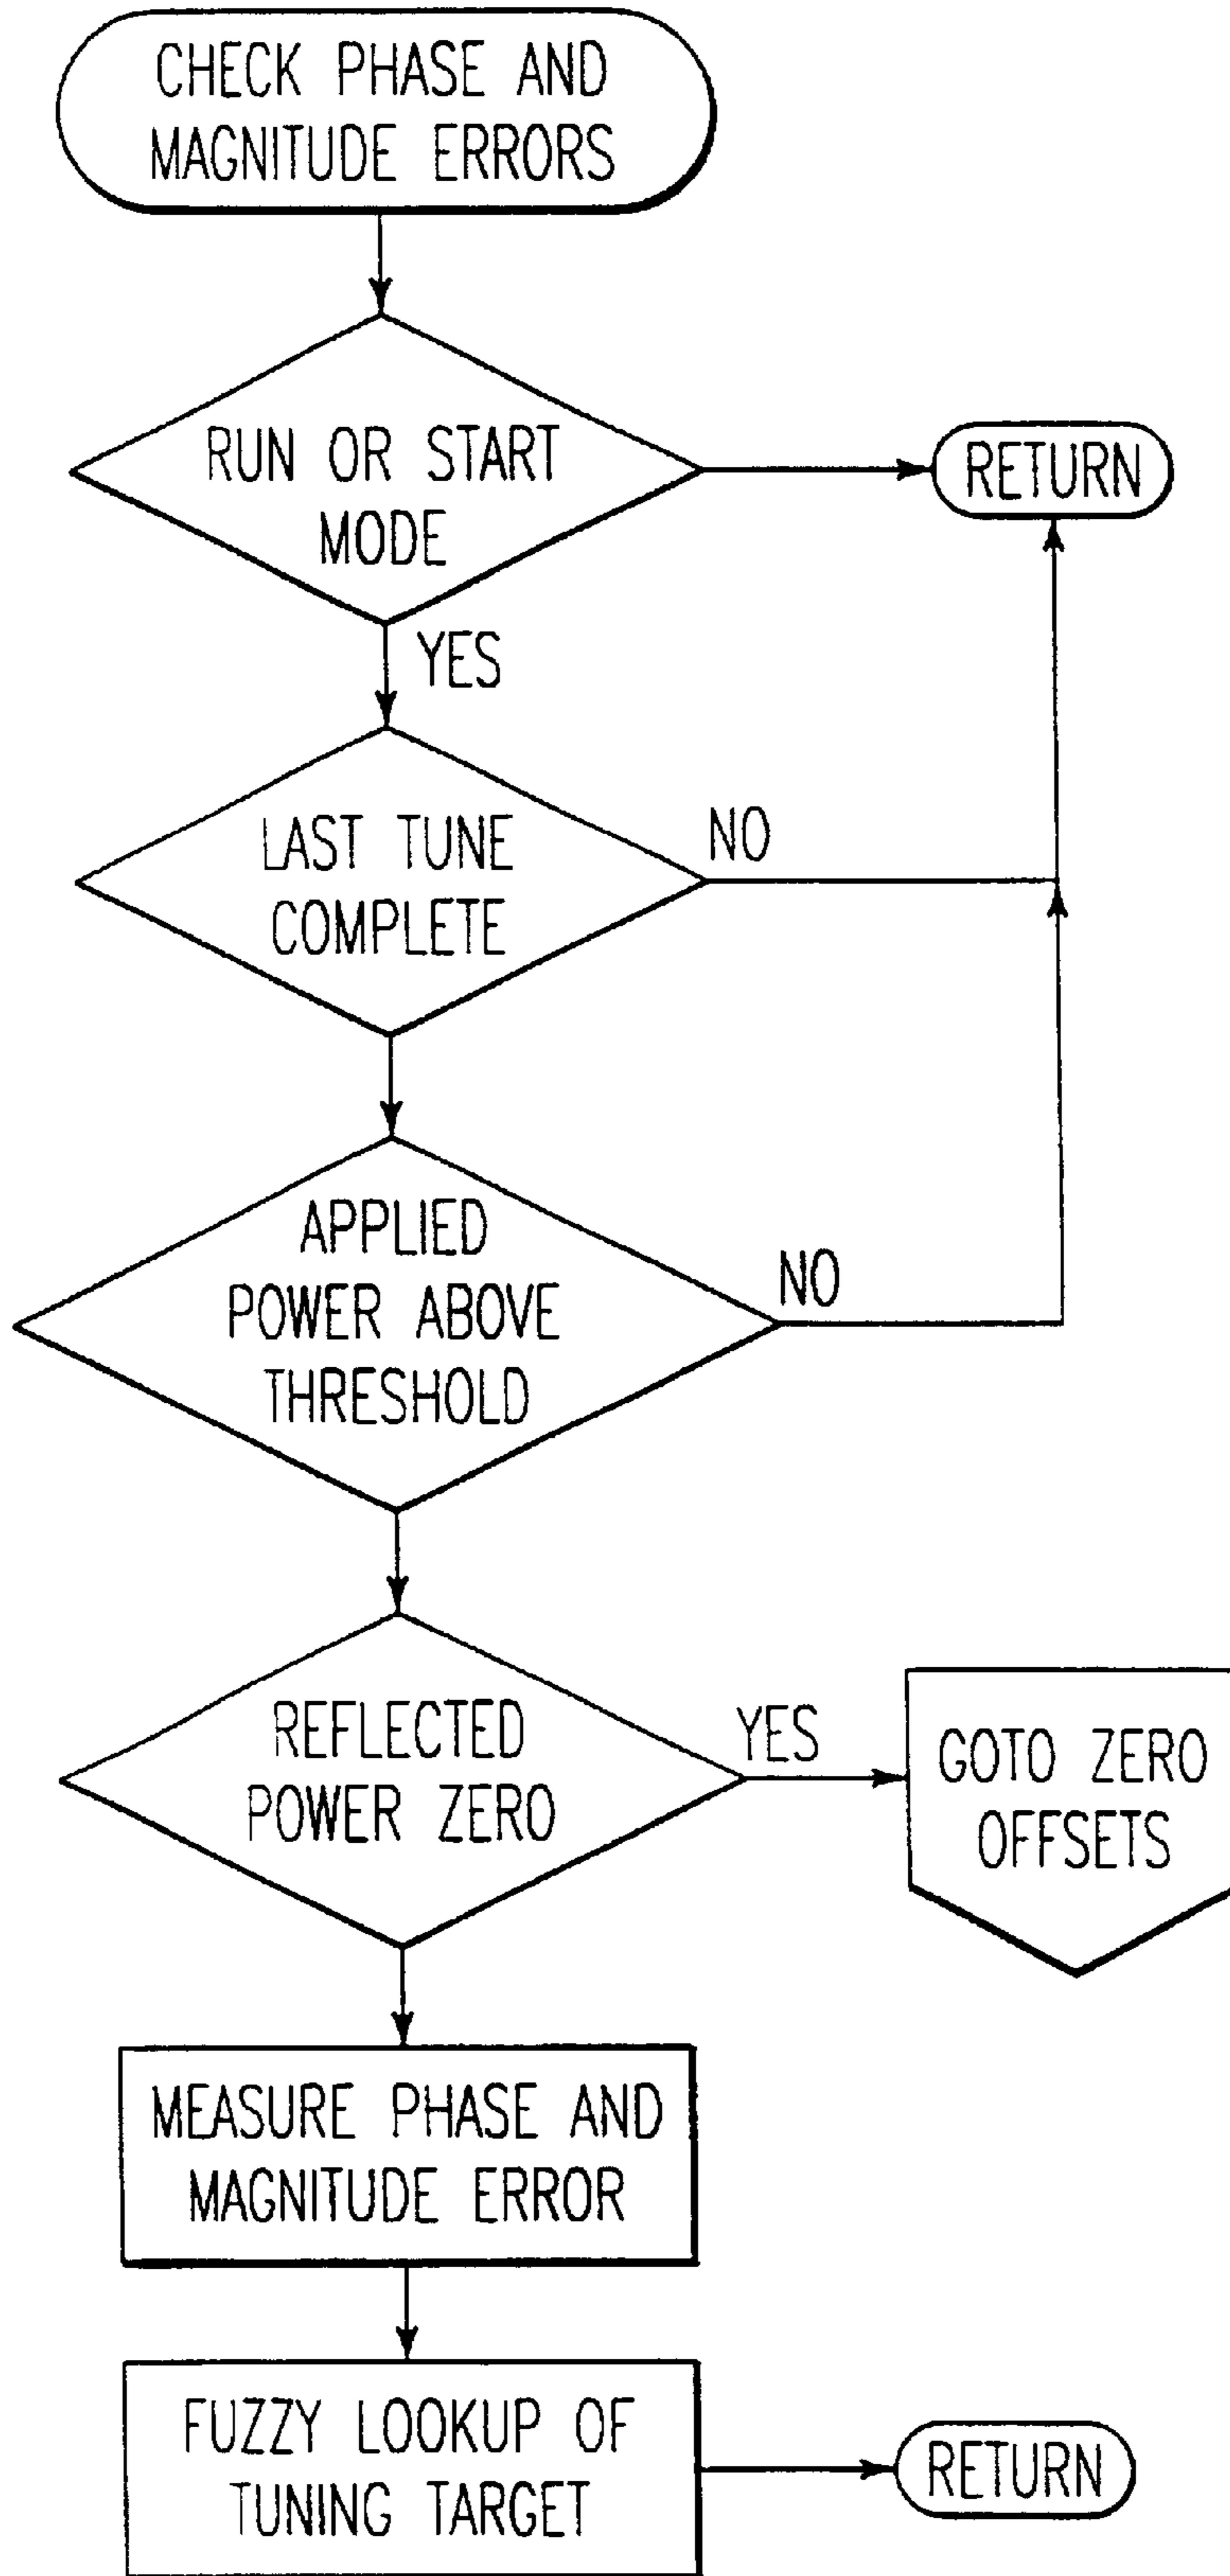 CHECK PHASE AND
MAGNITUDE ERRORS
RUN OR START
MODE
RETURN
YES
LAST TUNE
COMPLETE
NO
APPLIED
POWER ABOVE
THRESHOLD
NO
REFLECTED
POWER ZERO
YES
GOTO ZERO
OFFSETS
MEASURE PHASE AND
MAGNITUDE ERROR
FUZZY LOOKUP OF
TUNING TARGET
RETURN